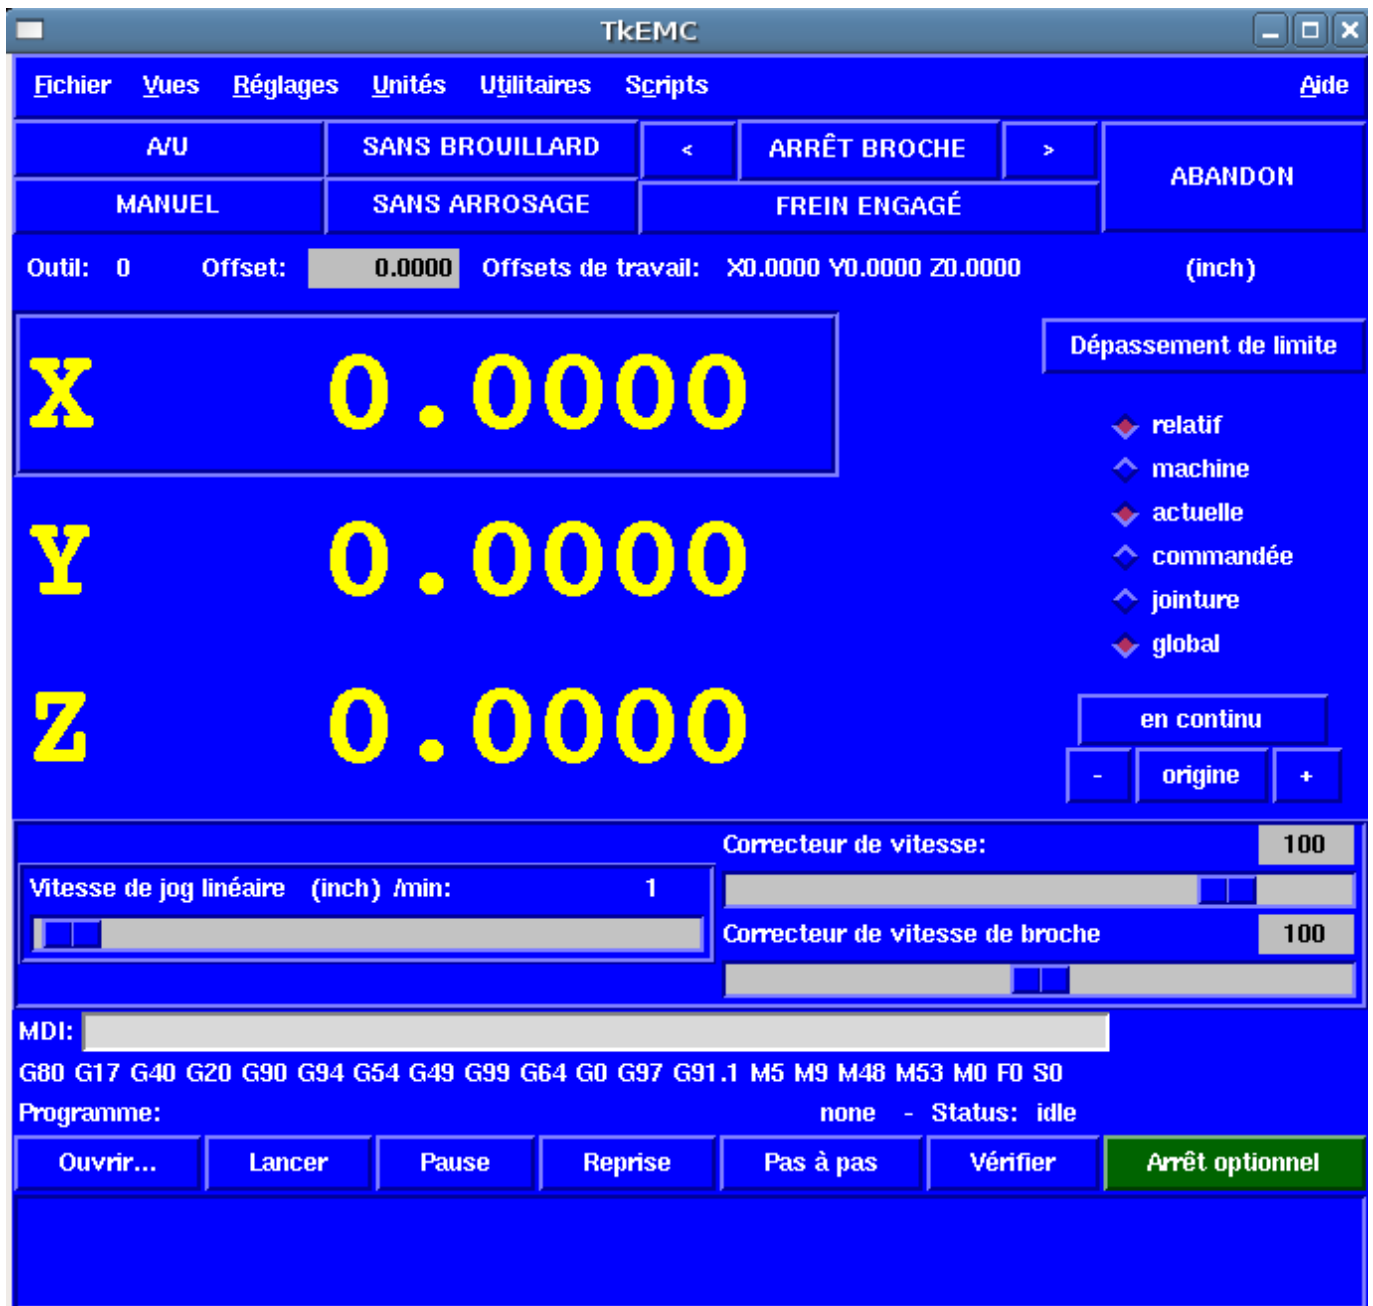 TkEMC
Fichier Vues Réglages Unités Utilitaires Scripts Aide
A/U SANS BROUILLARD < ARRÊT BROCHE > ABANDON
MANUEL SANS ARROSAGE FREIN ENGAGÉ
Outil: 0 Offset: 0.0000 Offsets de travail: X0.0000 Y0.0000 Z0.0000 (inch)
Dépassement de limite
X 0.0000
relatif
machine
actuelle
Y 0.0000
commandée
jointure
global
Z 0.0000
en continu
- origine +
Correcteur de vitesse: 100
Vitesse de jog linéaire (inch) /min: 1
Correcteur de vitesse de broche 100
MDI:
G80 G17 G40 G20 G90 G94 G54 G49 G99 G64 G0 G97 G91.1 M5 M9 M48 M53 M0 F0 S0
Programme: none - Status: idle
Ouvrir... Lancer Pause Reprise Pas à pas Vérifier Arrêt optionnel